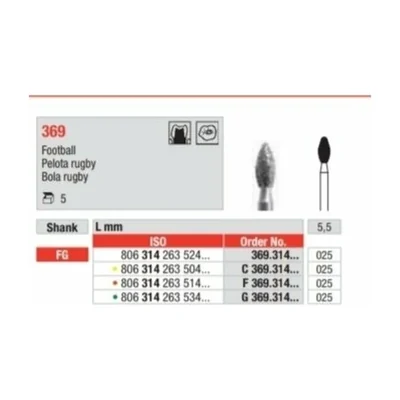 369
Football
Pelota rugby
Bola rugby
5
Shank L mm 5,5
ISO Order No.
FG 806 314 263 524... 369.314... 025
806 314 263 504... C 369.314... 025
806 314 263 514... F 369.314... 025
806 314 263 534... G 369.314... 025